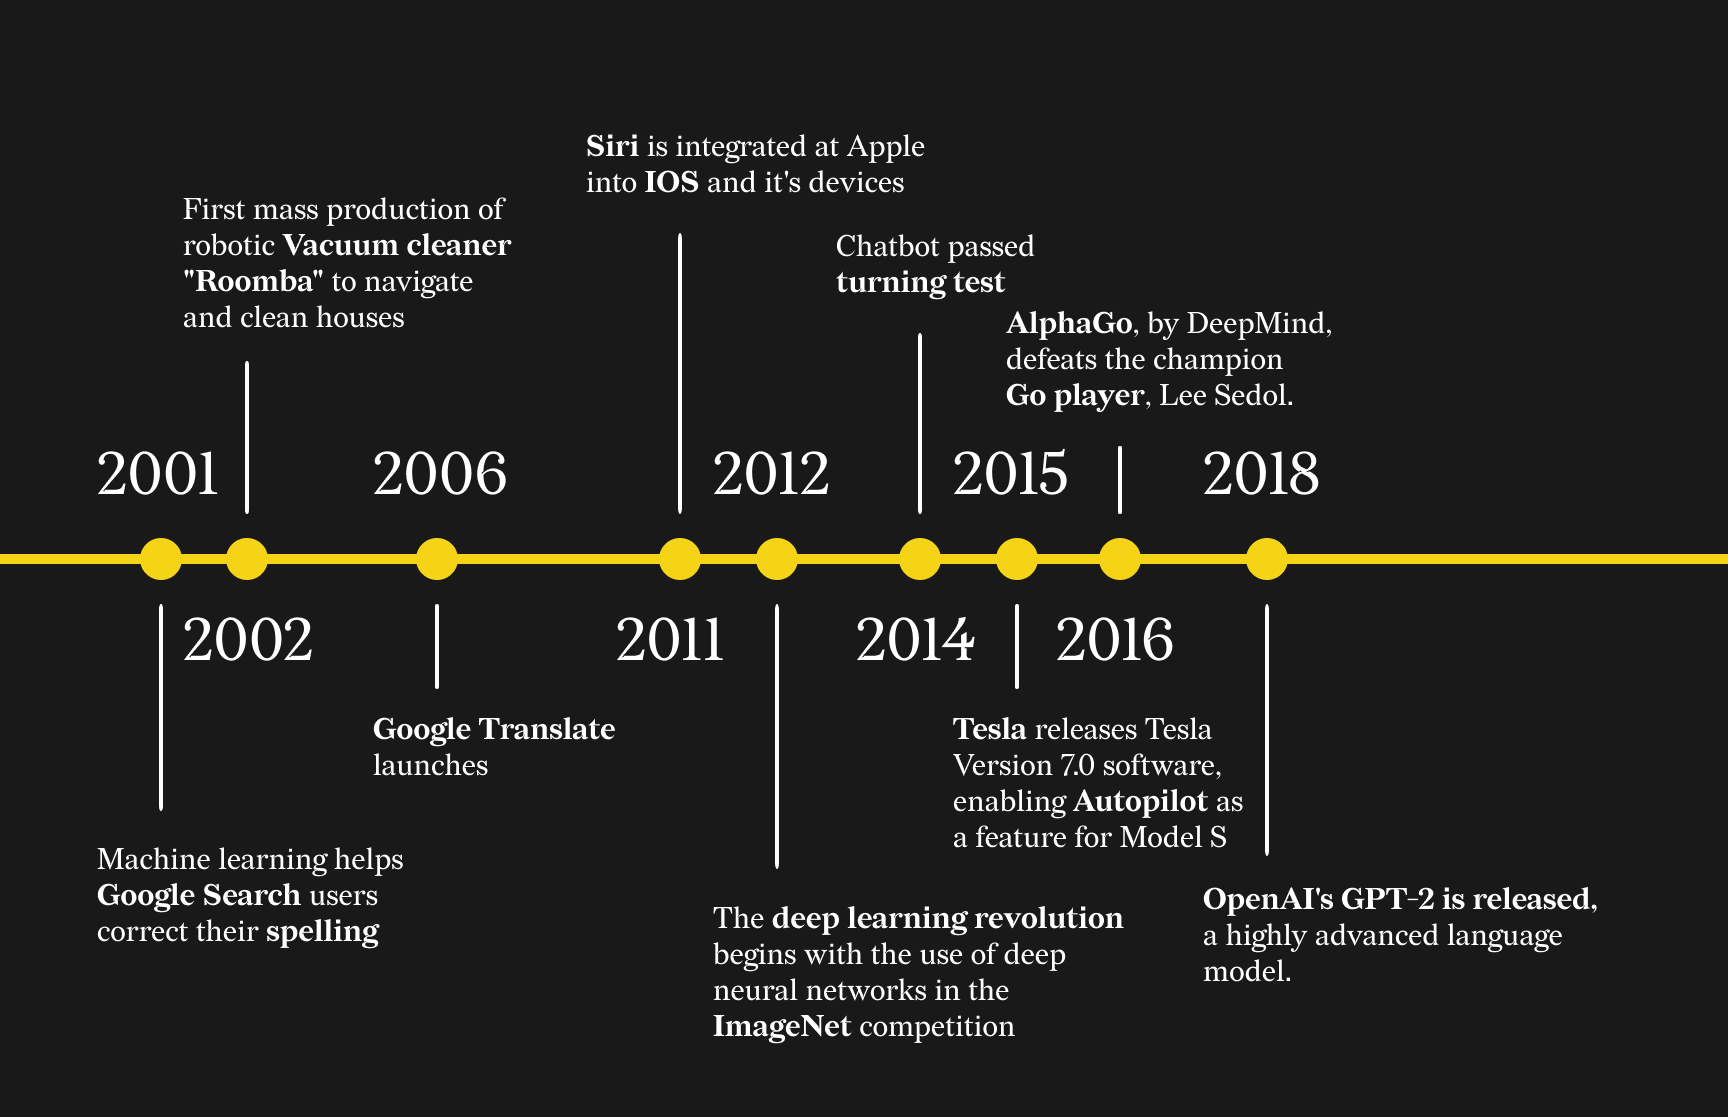 Siri is integrated at Apple
into IOS and it's devices
First mass production of
robotic Vacuum cleaner
"Roomba" to navigate
and clean houses
Chatbot passed
turning test
AlphaGo, by DeepMind,
defeats the champion
Go player, Lee Sedol.
2001
2006
2012
2015
2018
2002
2011
2014
2016
Google Translate
launches
Tesla releases Tesla
Version 7.0 software,
enabling Autopilot as
a feature for Model S
Machine learning helps
Google Search users
correct their spelling
The deep learning revolution
begins with the use of deep
neural networks in the
ImageNet competition
OpenAI's GPT-2 is released,
a highly advanced language
model.